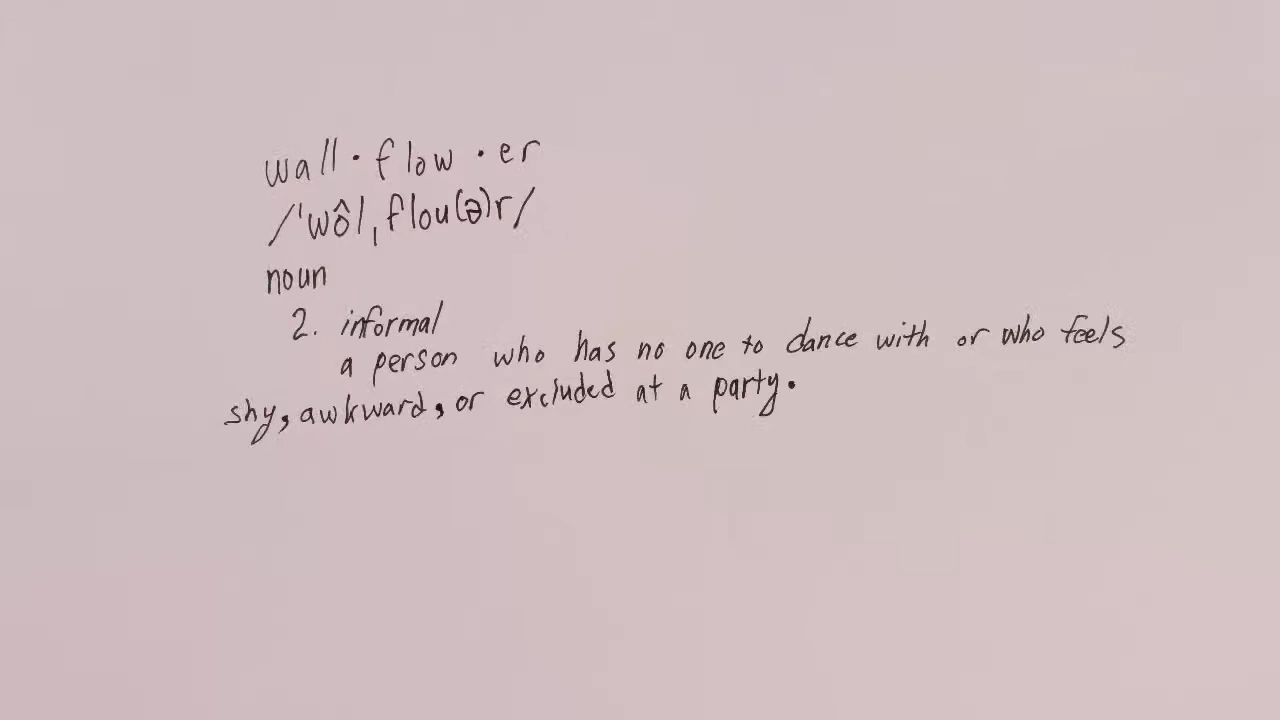 wall · flow · er
/ˈwôlˌflou(ə)r/
noun
2. informal
a person who has no one to dance with or who feels
shy, awkward, or excluded at a party.